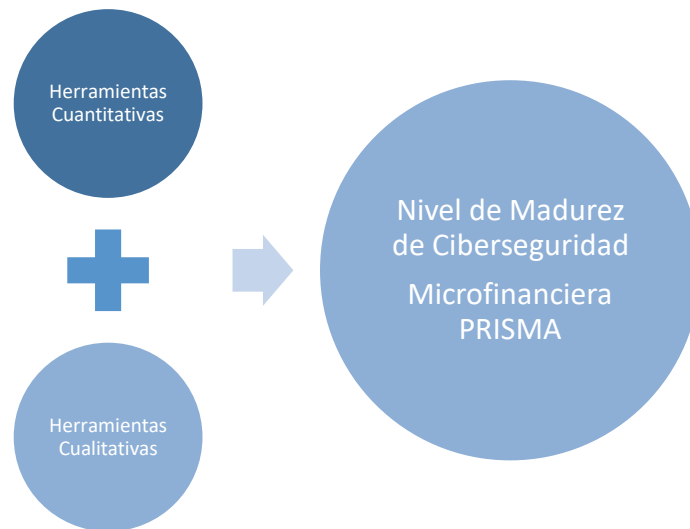 Herramientas
Cuantitativas
Herramientas
Cualitativas
Nivel de Madurez
de Ciberseguridad
Microfinanciera
PRISMA